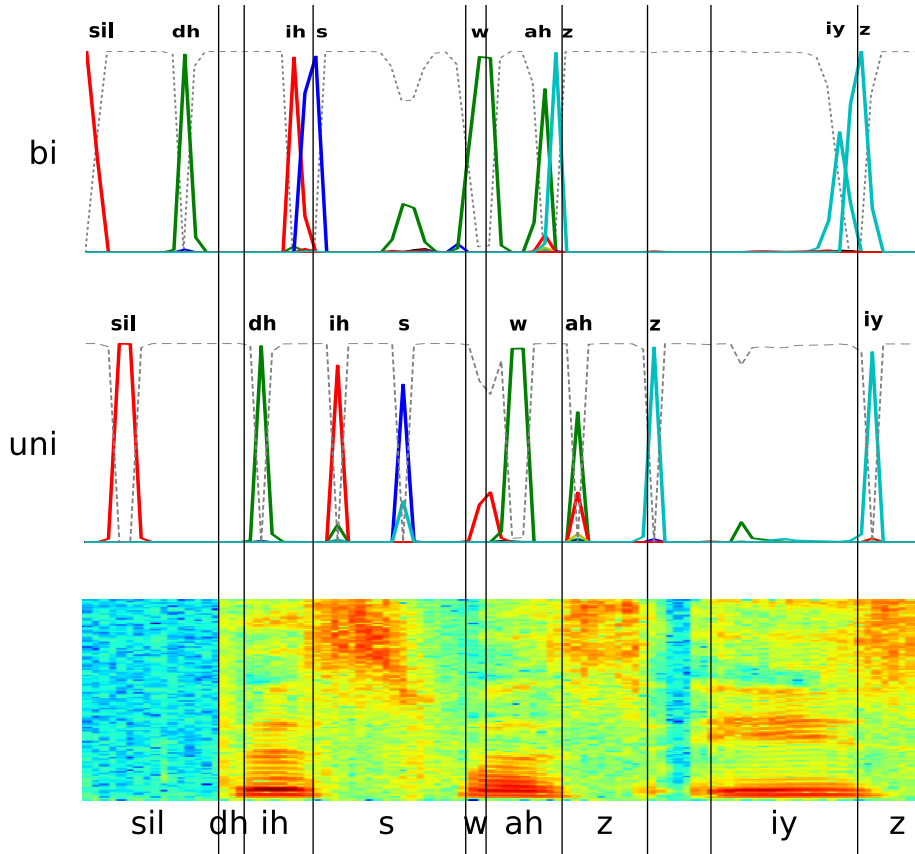 sil dh ih s w ah z iy z
bi
sil dh ih s w ah z iy
uni
sil dh ih s w ah z iy z